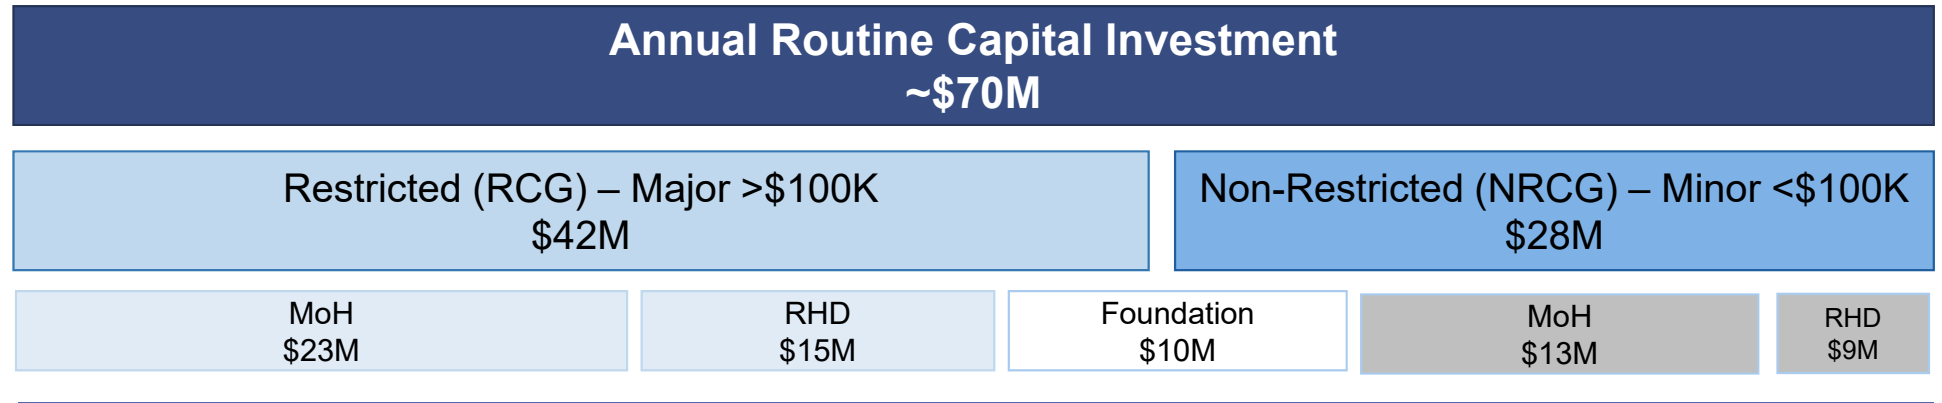 Annual Routine Capital Investment
~$70M
Restricted (RCG) – Major >$100K
$42M
Non-Restricted (NRCG) – Minor <$100K
$28M
MoH
$23M
RHD
$15M
Foundation
$10M
MoH
$13M
RHD
$9M